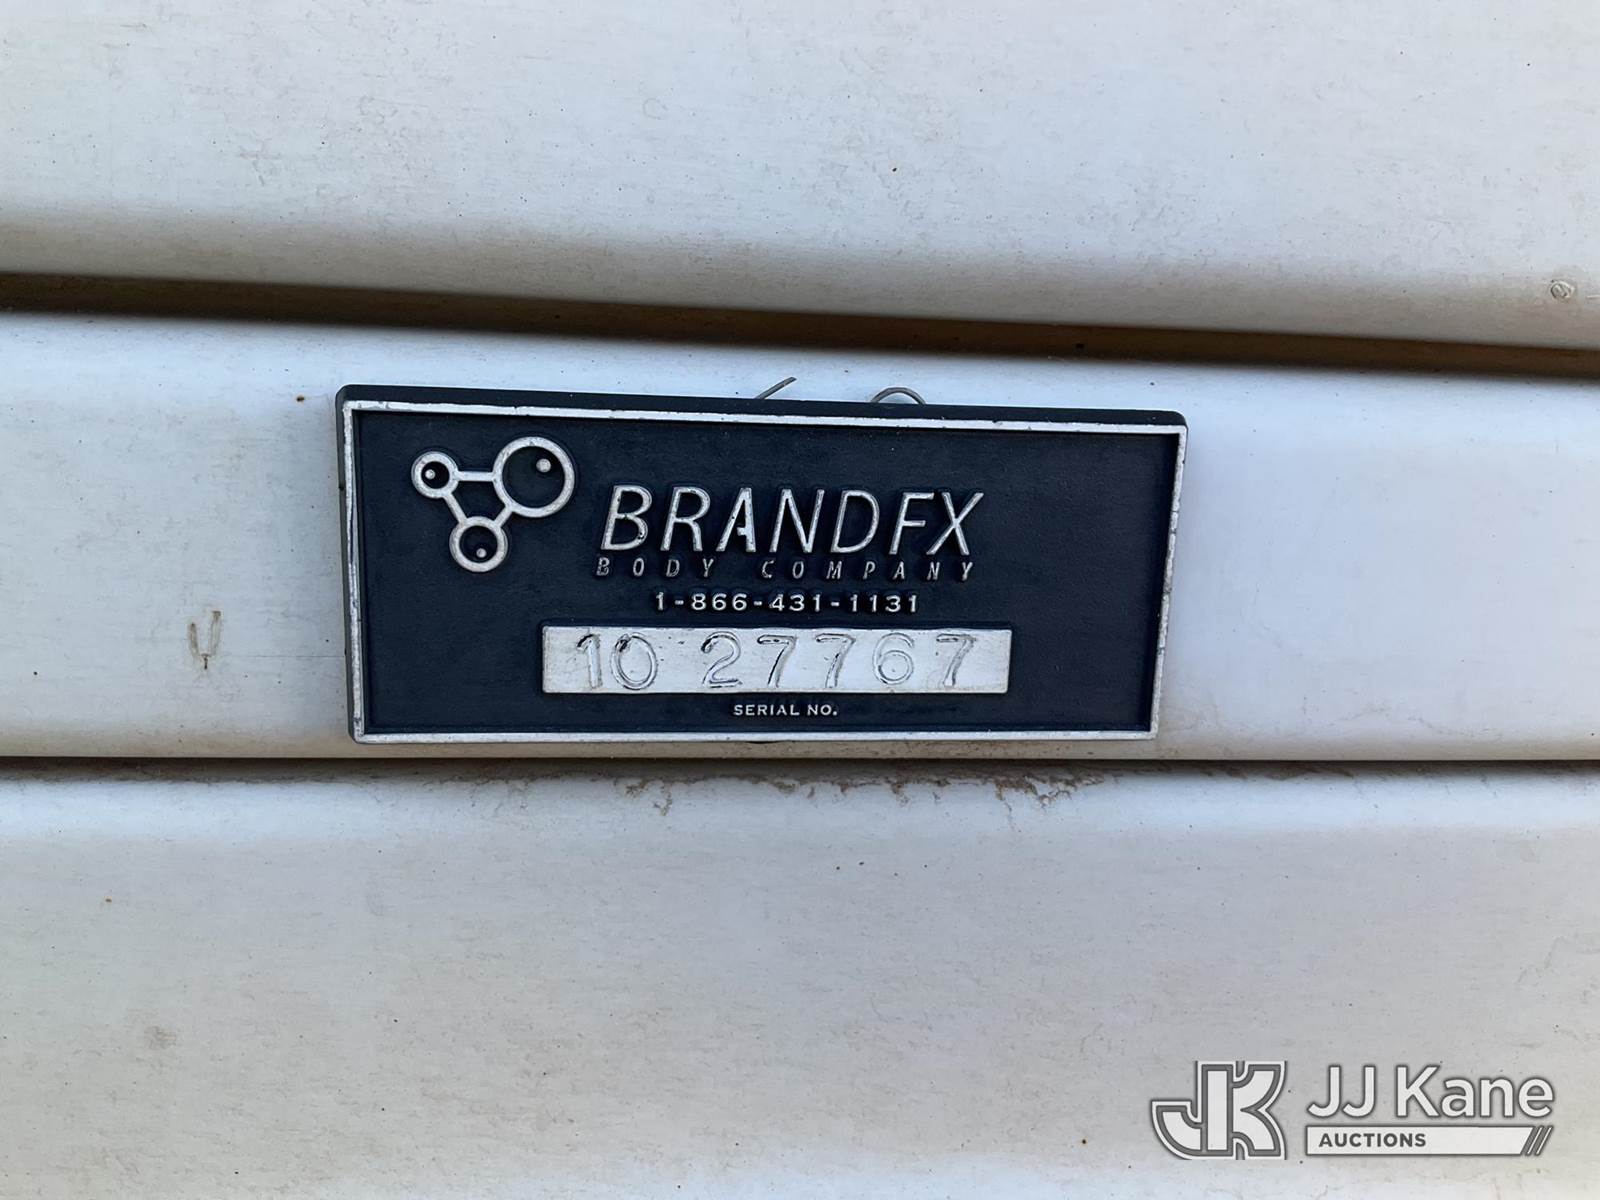 BRANDFX
BODY COMPANY
1-866-431-1131
10 27767
SERIAL NO.
JJ Kane
AUCTIONS